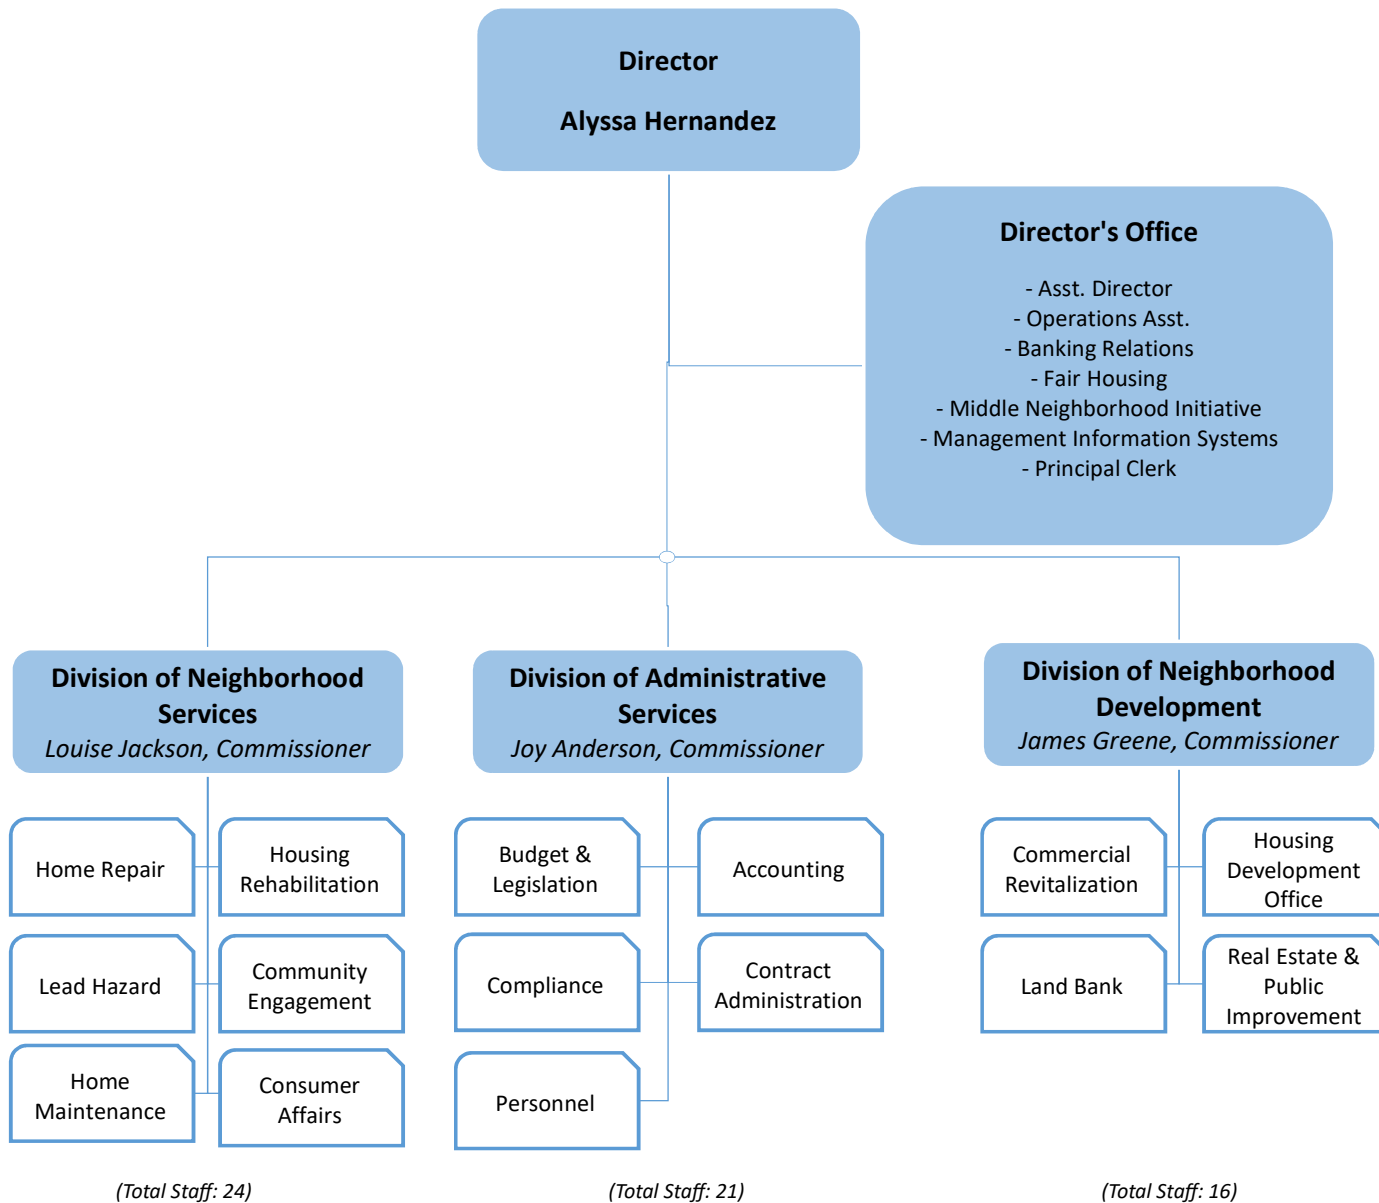 Director
Alyssa Hernandez
Director's Office
- Asst. Director
- Operations Asst.
- Banking Relations
- Fair Housing
- Middle Neighborhood Initiative
- Management Information Systems
- Principal Clerk
Division of Neighborhood
Services
Louise Jackson, Commissioner
Division of Administrative
Services
Joy Anderson, Commissioner
Division of Neighborhood
Development
James Greene, Commissioner
Home Repair
Housing
Rehabilitation
Lead Hazard
Community
Engagement
Home
Maintenance
Consumer
Affairs
Budget &
Legislation
Accounting
Compliance
Contract
Administration
Personnel
Commercial
Revitalization
Housing
Development
Office
Land Bank
Real Estate &
Public
Improvement
(Total Staff: 24)
(Total Staff: 21)
(Total Staff: 16)